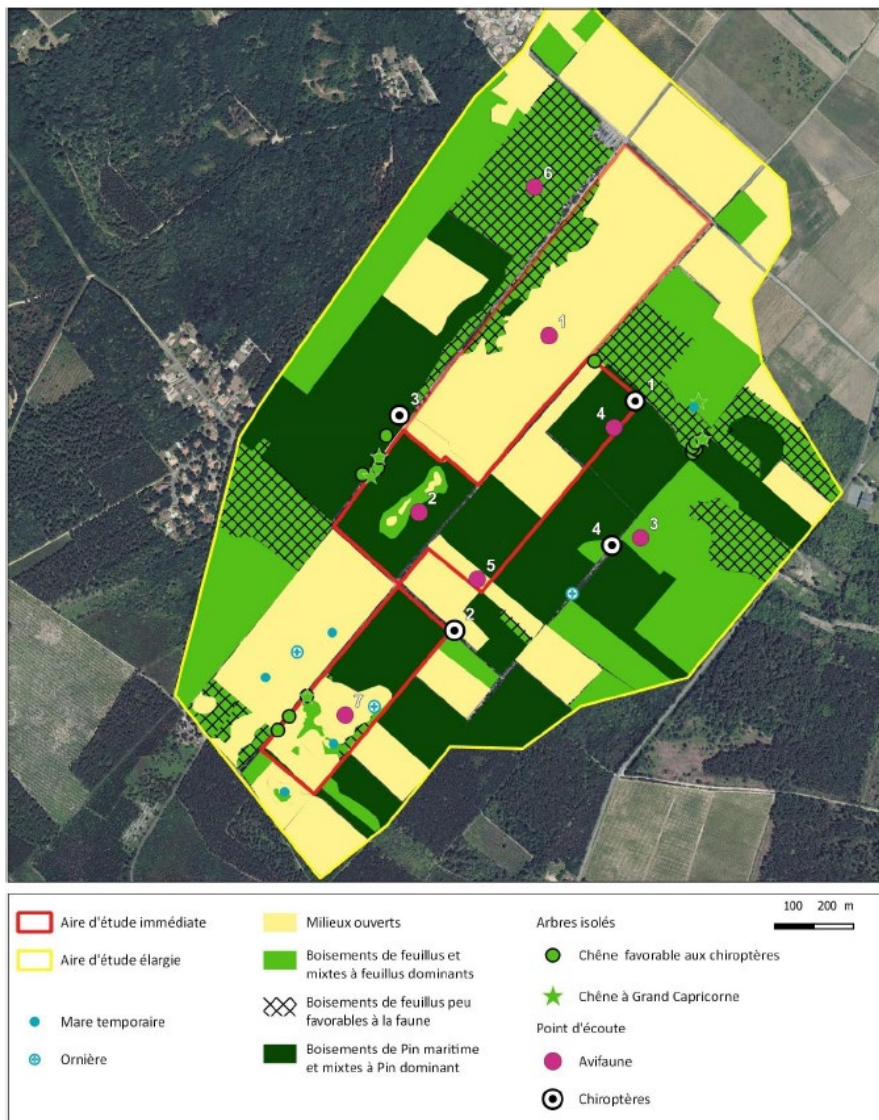 6
1
1
3
4
2
3
4
5
2
7
Aire d'étude immédiate
Aire d'étude élargie
Mare temporaire
Ornière
Milieux ouverts
Boisements de feuillus et
mixtes à feuillus dominants
Boisements de feuillus peu
favorables à la faune
Boisements de Pin maritime
et mixtes à Pin dominant
100 200 m
Arbres isolés
Chêne favorable aux chiroptères
Chêne à Grand Capricorne
Point d'écoute
Avifaune
Chiroptères